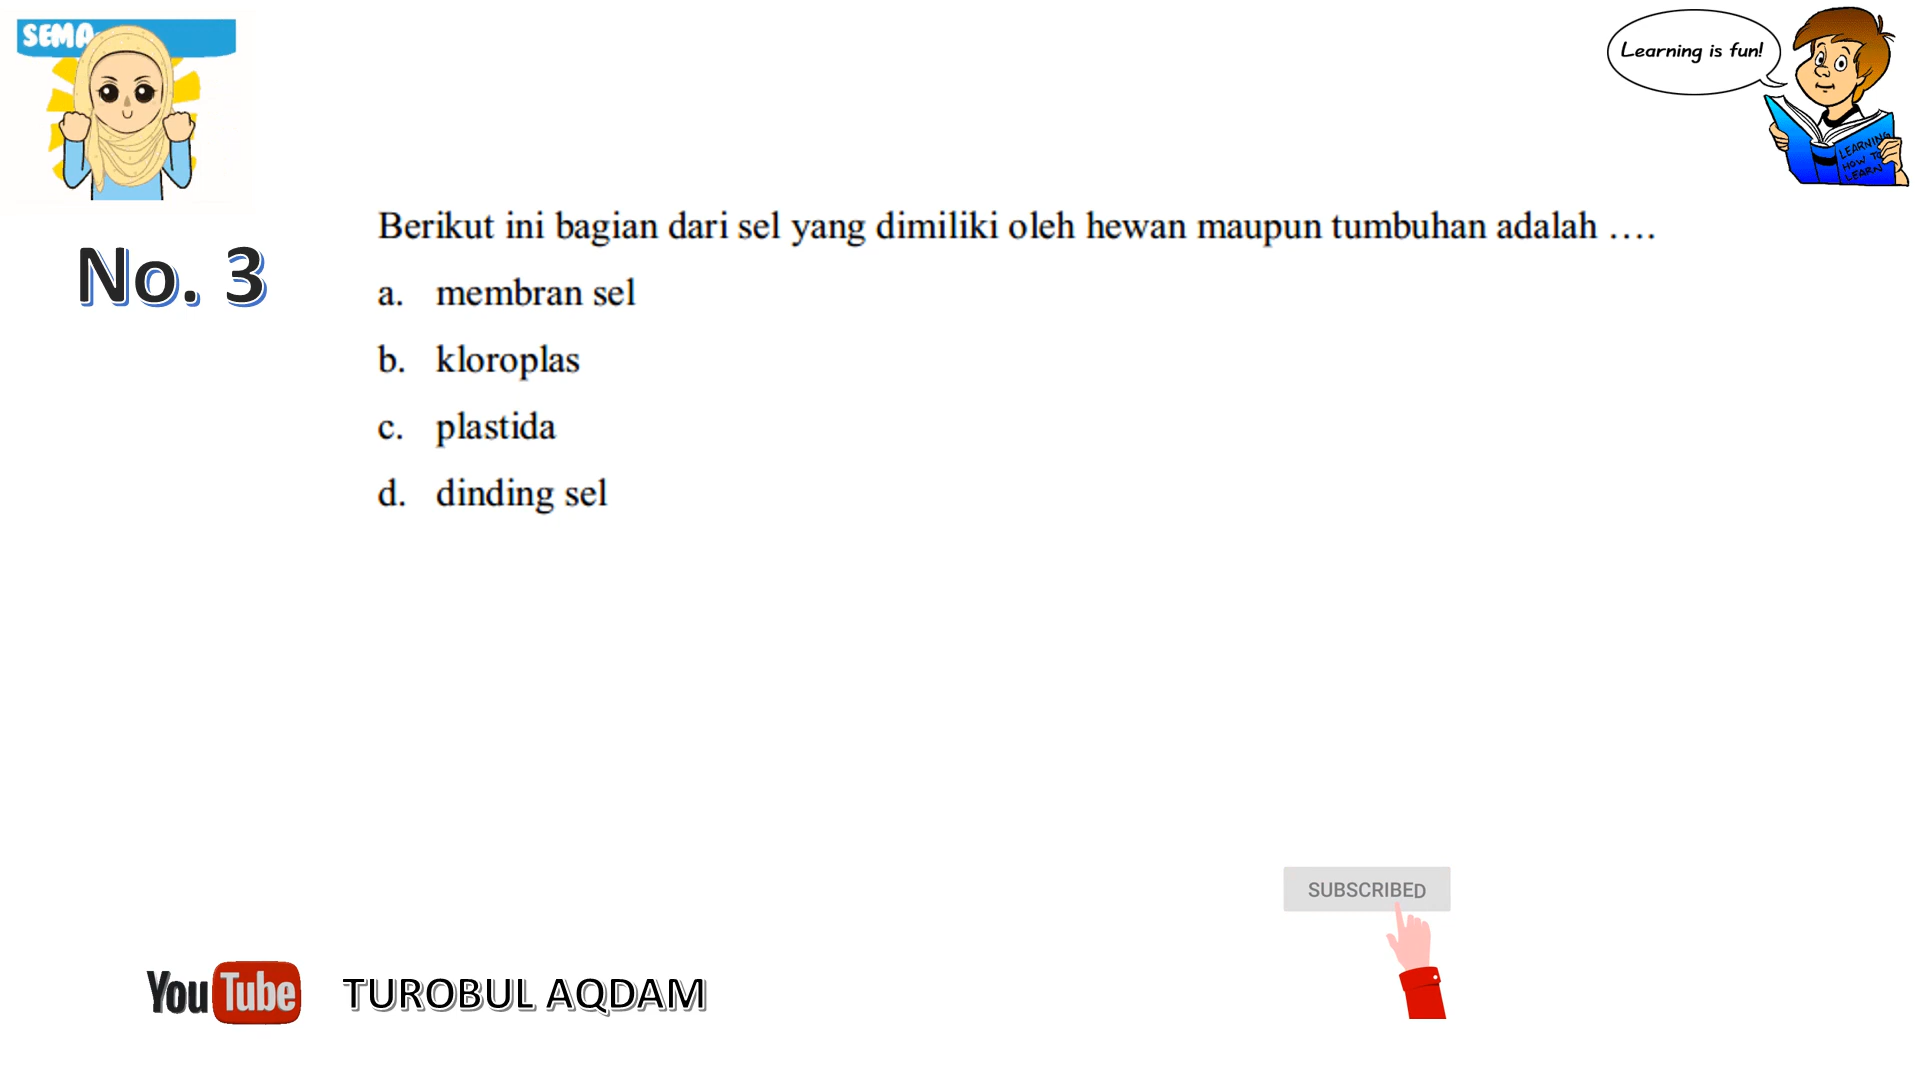 SEMA
Learning is fun!
LEARNING
HOW TO
LEARN
No. 3
Berikut ini bagian dari sel yang dimiliki oleh hewan maupun tumbuhan adalah ....
a. membran sel
b. kloroplas
c. plastida
d. dinding sel
SUBSCRIBED
YouTube TUROBUL AQDAM